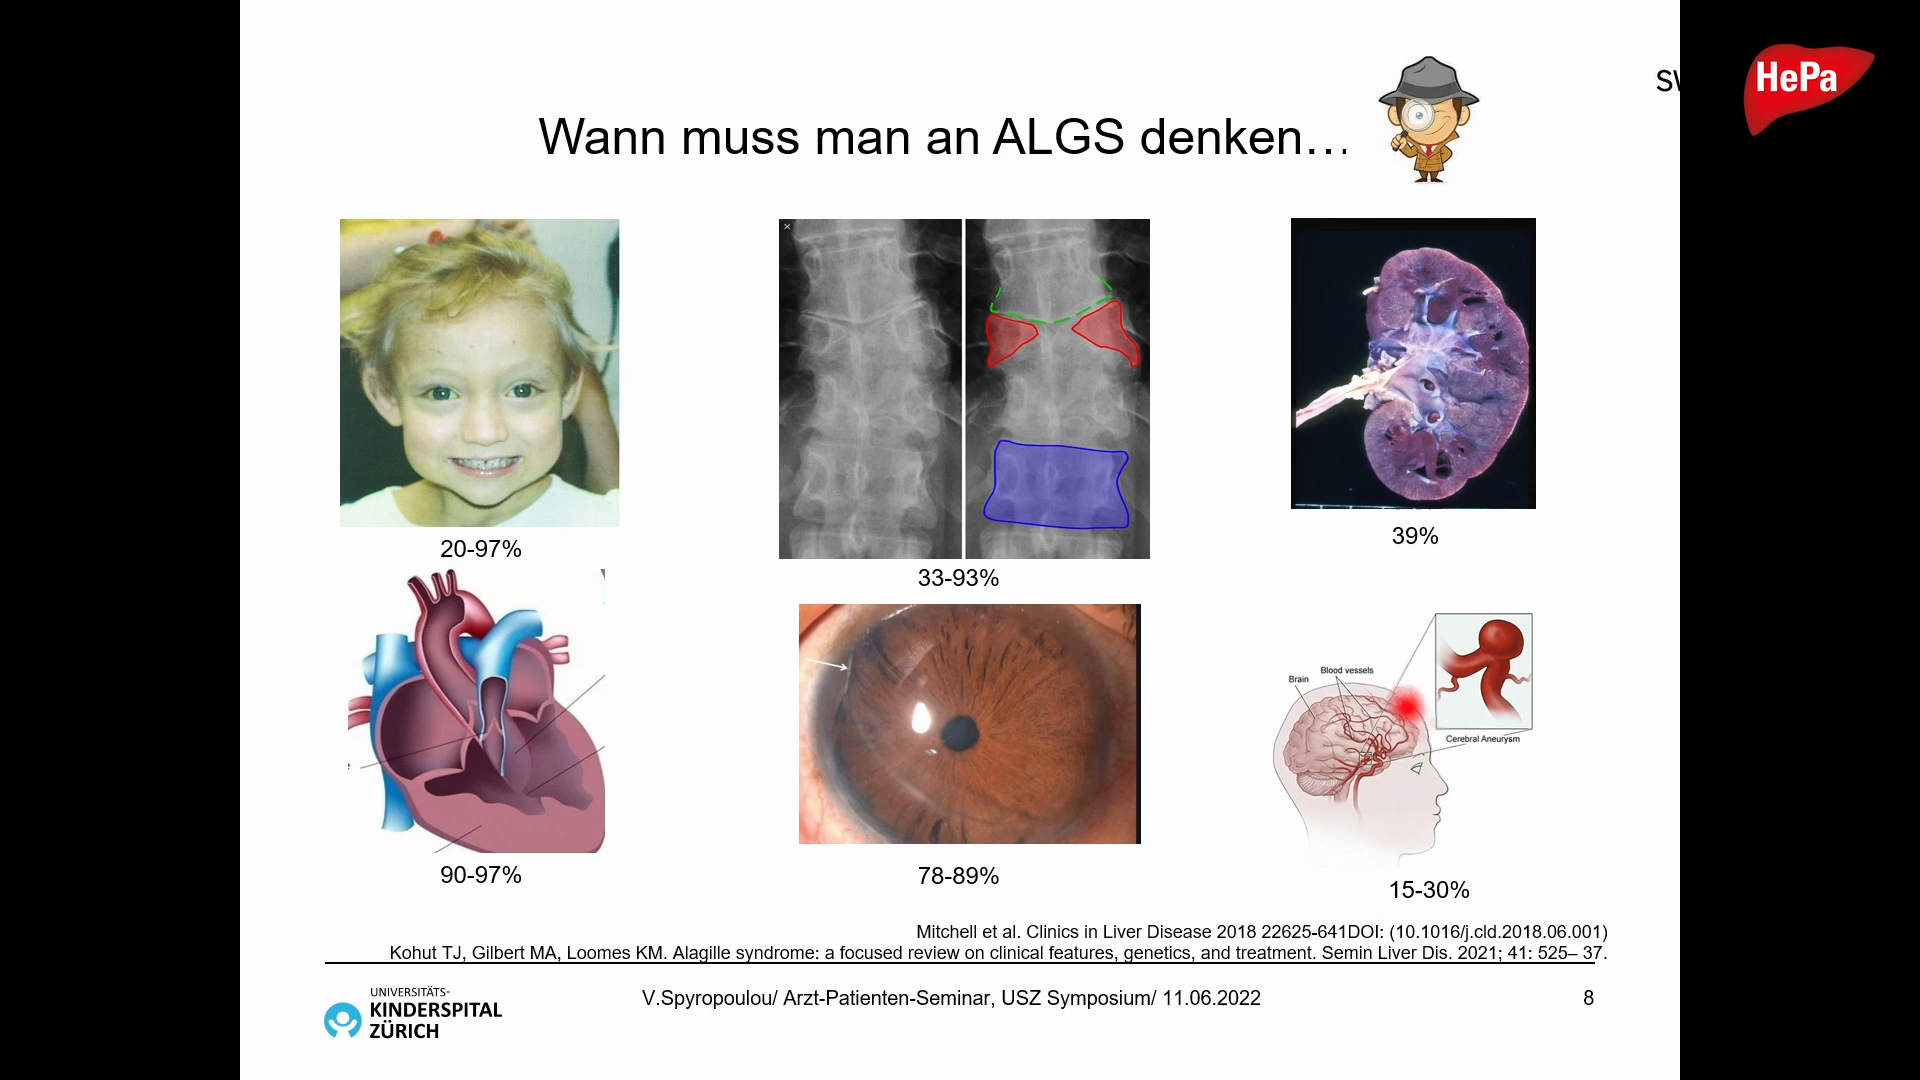 SW
HePa
Wann muss man an ALGS denken…
20-97%
33-93%
39%
Brain
Blood vessels
Cerebral Aneurysm
90-97%
78-89%
15-30%
Mitchell et al. Clinics in Liver Disease 2018 22625-641DOI: (10.1016/j.cld.2018.06.001)
Kohut TJ, Gilbert MA, Loomes KM. Alagille syndrome: a focused review on clinical features, genetics, and treatment. Semin Liver Dis. 2021; 41: 525– 37.
UNIVERSITÄTS-
KINDERSPITAL
ZÜRICH
V.Spyropoulou/ Arzt-Patienten-Seminar, USZ Symposium/ 11.06.2022
8